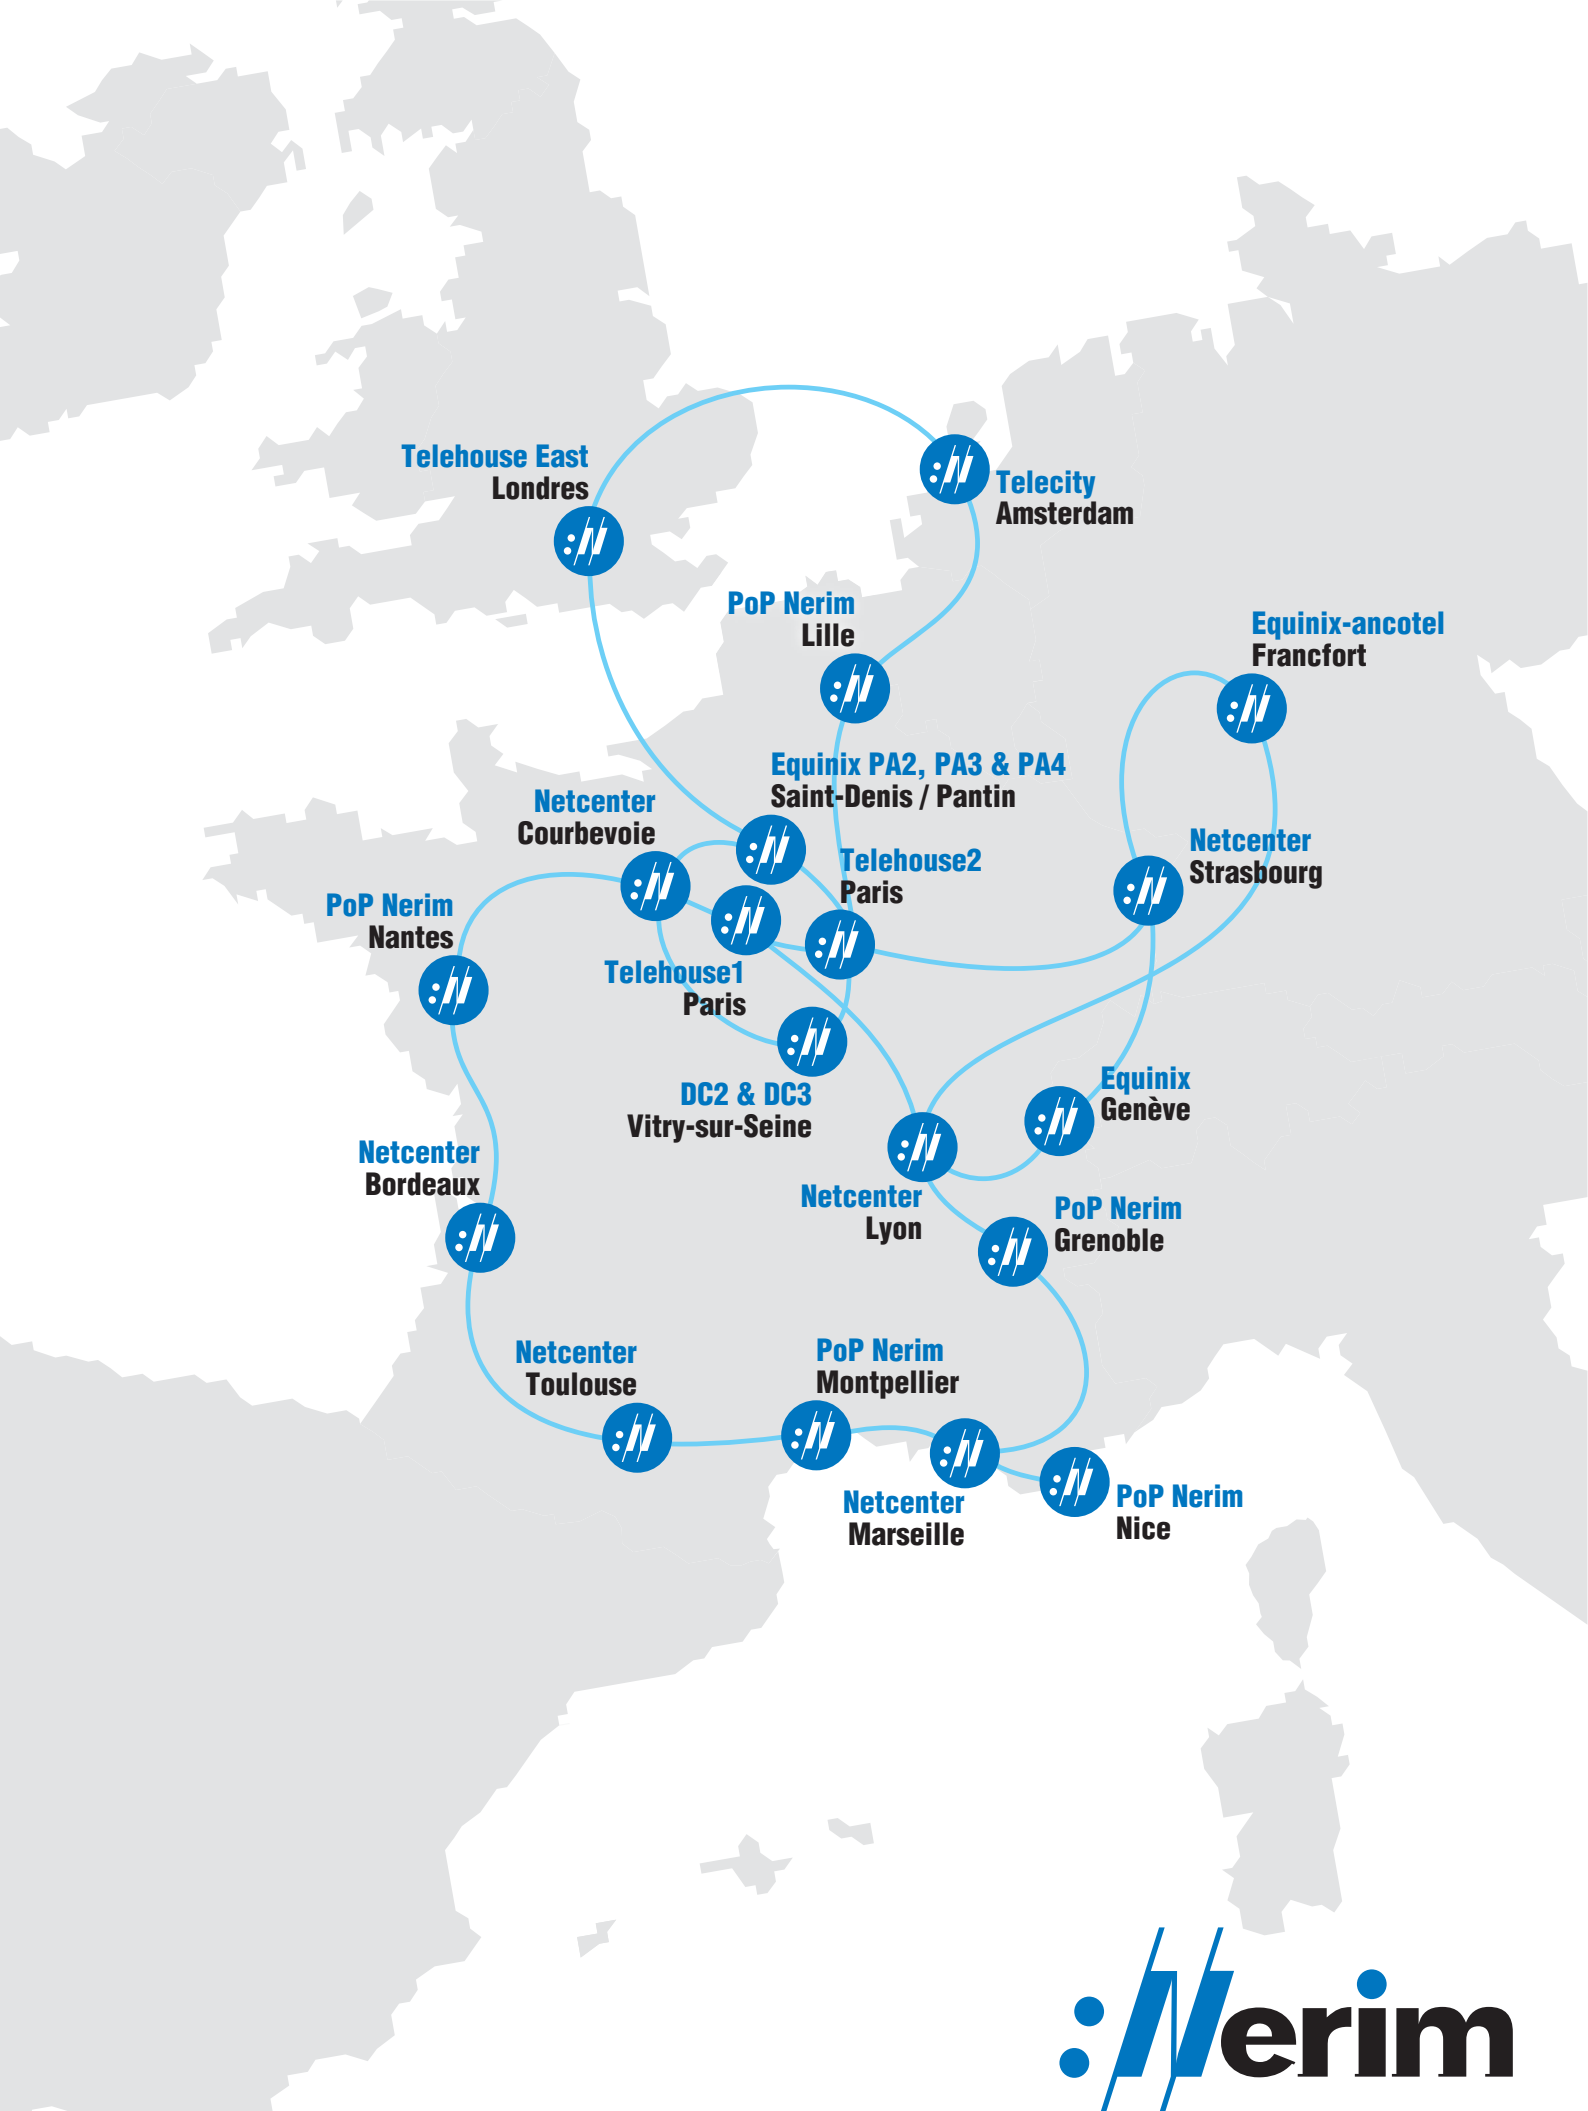 Telehouse East
Londres
Telecity
Amsterdam
PoP Nerim
Lille
Equinix-ancotel
Francfort
Equinix PA2, PA3 & PA4
Saint-Denis / Pantin
Netcenter
Courbevoie
Telehouse2
Paris
Netcenter
Strasbourg
PoP Nerim
Nantes
Telehouse1
Paris
DC2 & DC3
Vitry-sur-Seine
Equinix
Genève
Netcenter
Bordeaux
Netcenter
Lyon
PoP Nerim
Grenoble
Netcenter
Toulouse
PoP Nerim
Montpellier
Netcenter
Marseille
PoP Nerim
Nice
:Nerim